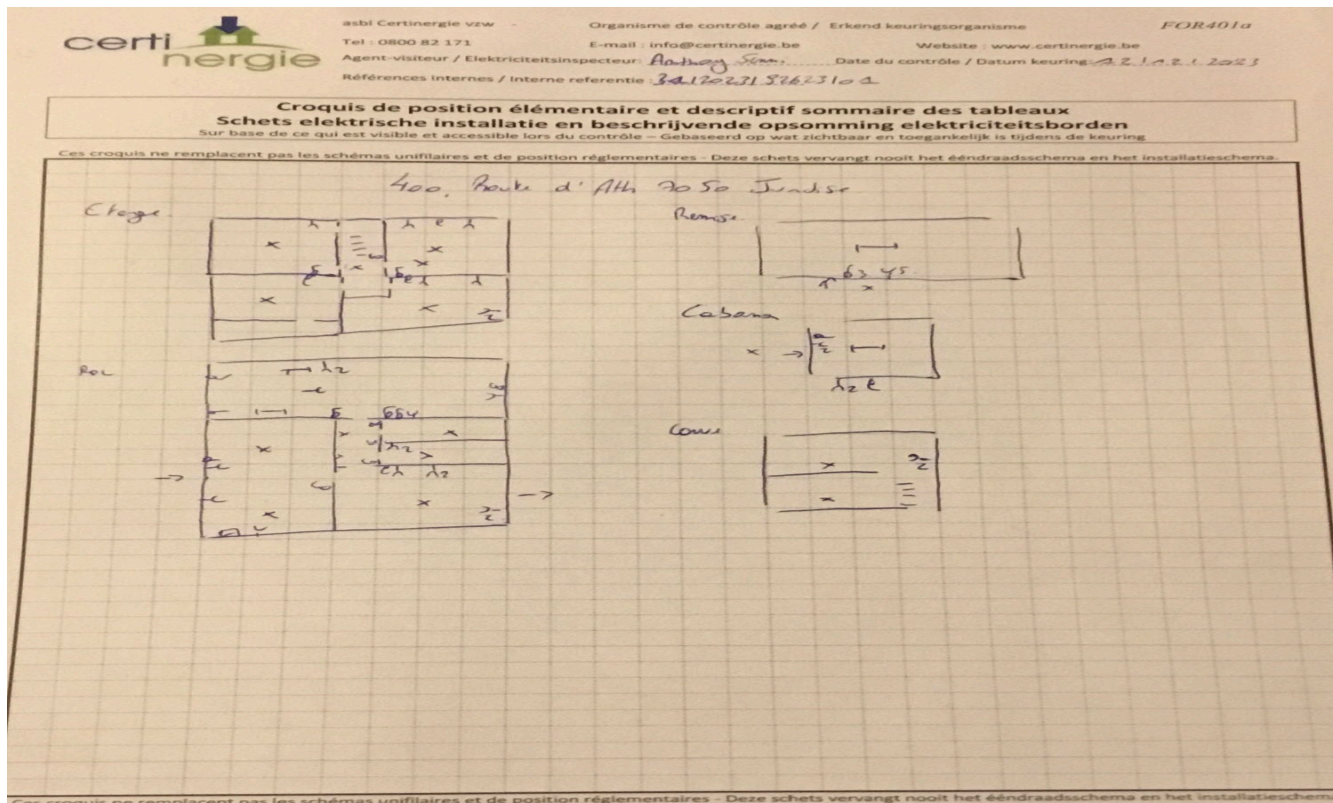 certi
nergie
asbl Certinergie vzw - Organisme de contrôle agréé / Erkend keuringsorganisme FOR401a
Tel : 0800 82 171 E-mail : info@certinergie.be Website : www.certinergie.be
Agent-visiteur / Elektriciteitsinspecteur: Anthony Date du contrôle / Datum keuring: 12/12/2023
Références internes / Interne referentie :
Croquis de position élémentaire et descriptif sommaire des tableaux
Schets elektrische installatie en beschrijvende opsomming elektriciteitsborden
Sur base de ce qui est visible et accessible lors du contrôle – Gebaseerd op wat zichtbaar en toegankelijk is tijdens de keuring
Ces croquis ne remplacent pas les schémas unifilaires et de position réglementaires - Deze schets vervangt nooit het ééndraadsschema en het installatieschema.
400, Route d'Ath 7050
Etage
Remise
Cabana
Cave
Ces croquis ne remplacent pas les schémas unifilaires et de position réglementaires - Deze schets vervangt nooit het ééndraadsschema en het